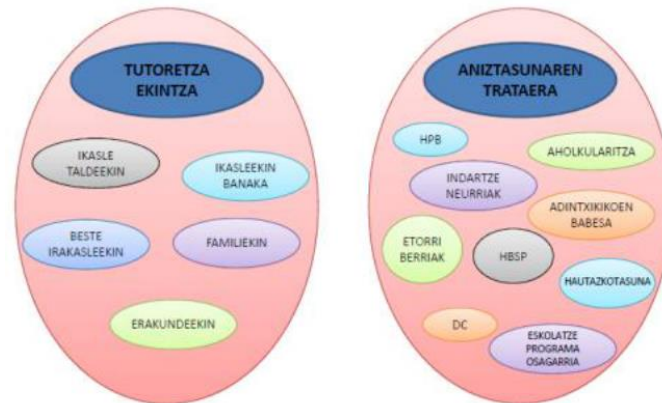 TUTORETZA
EKINTZA
IKASLE
TALDEEKIN
IKASLEEKIN
BANAKA
BESTE
IRAKASLEEKIN
FAMILIEKIN
ERAKUNDEEKIN
ANIZTASUNAREN
TRATAERA
HPB
AHOLKULARITZA
INDARTZE
NEURRIAK
ADINTXIKIKOEN
BABESA
ETORRI
BERRIAK
HBSP
HAUTAZKOTASUNA
DC
ESKOLATZE
PROGRAMA
OSAGARRIA